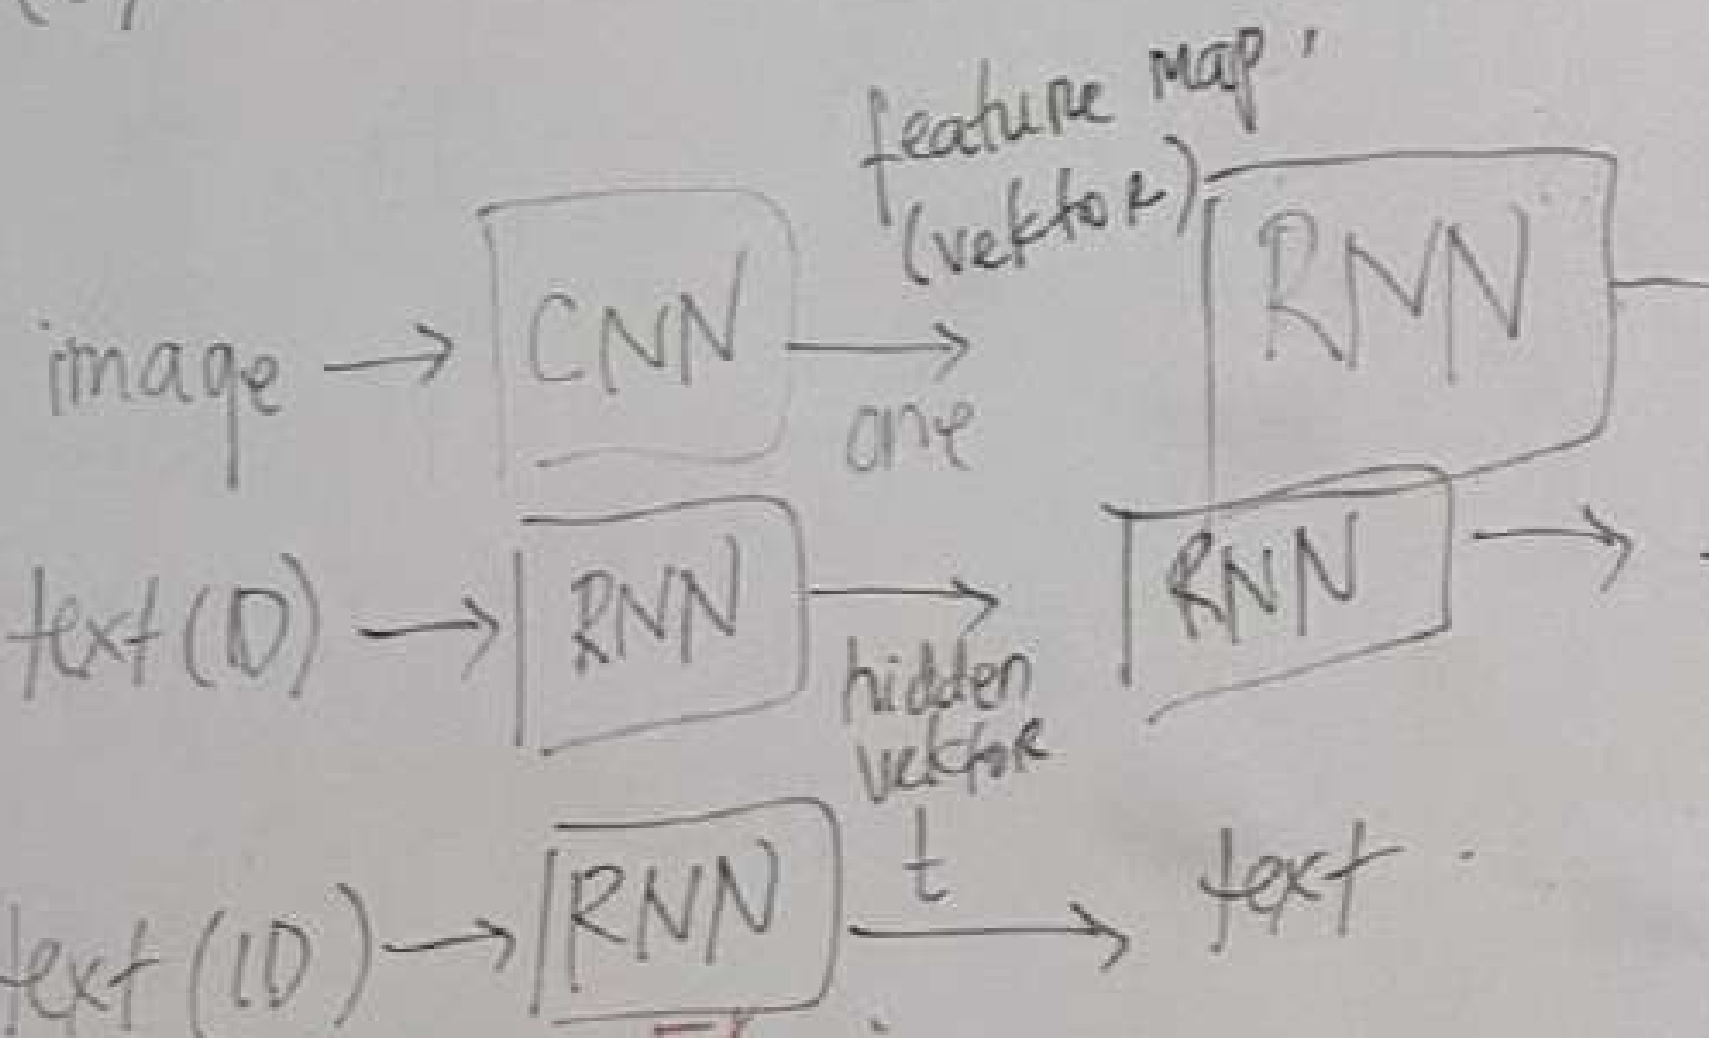 feature Map
(vektor)
image → CNN → RNN
one
text (1D) → RNN → RNN →
hidden
vektor
t
text (1D) → RNN → text